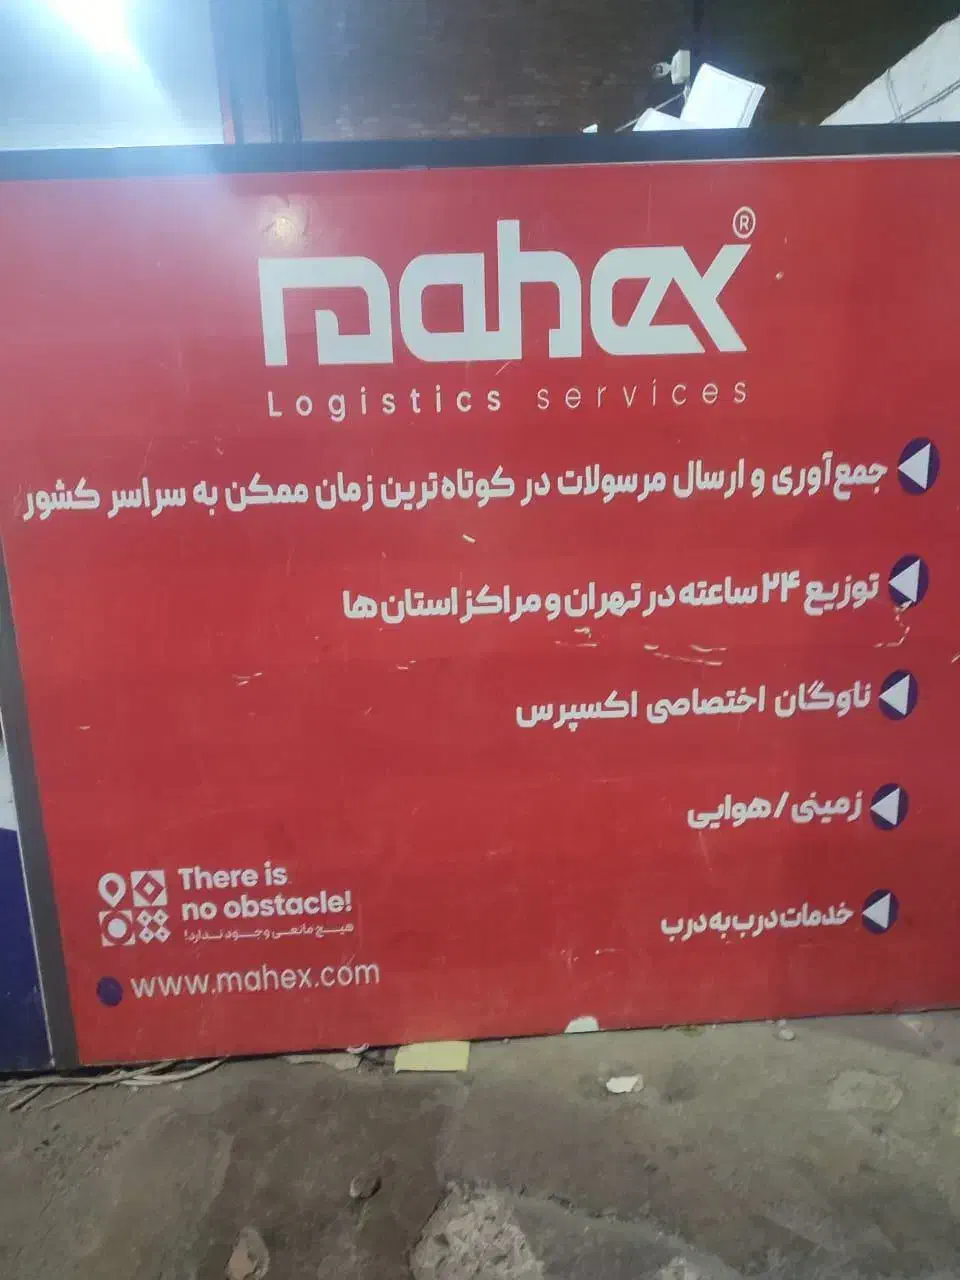 mahex®
Logistics services
جمع‌آوری و ارسال مرسولات در کوتاه‌ترین زمان ممکن به سراسر کشور
توزیع ۲۴ ساعته در تهران و مراکز استان ها
ناوگان اختصاصی اکسپرس
زمینی/هوایی
خدمات درب به درب
There is
no obstacle!
هیچ مانعی وجود ندارد!
www.mahex.com